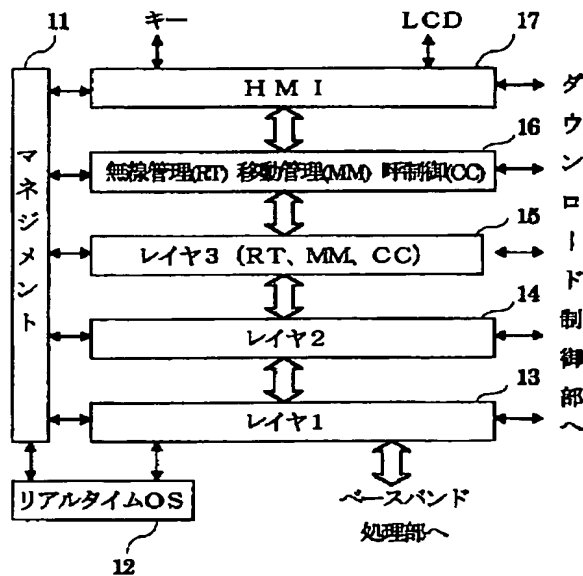 11
キー
LCD
17
HMI
16
無線管理(RT) 移動管理(MM) 呼制御(CC)
15
レイヤ3(RT、MM、CC)
14
レイヤ2
13
レイヤ1
マネジメント
ダウンロード制御部へ
リアルタイムOS
12
ベースバンド
処理部へ